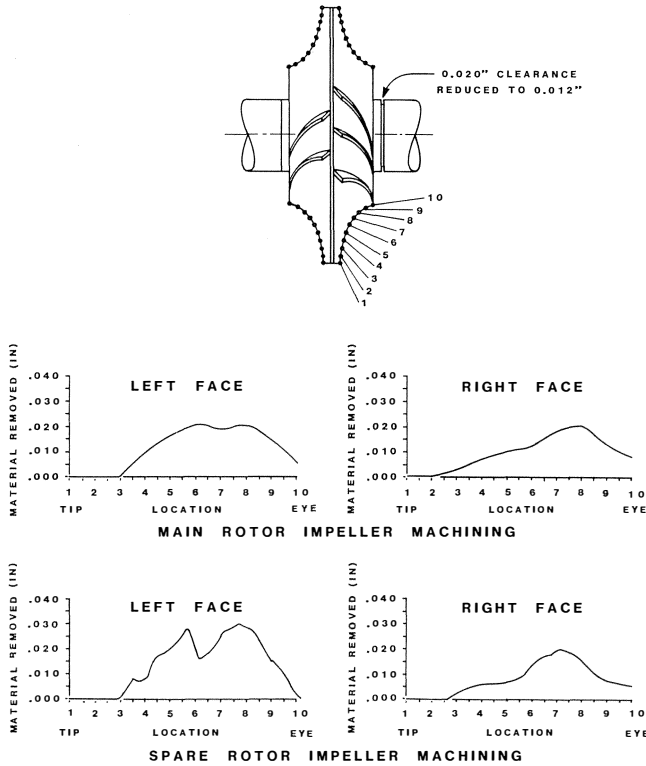 0.020" CLEARANCE
REDUCED TO 0.012"
10
9
8
7
6
5
4
3
2
1
MATERIAL REMOVED (IN)
.040
.030
.020
.010
.000
LEFT FACE
1 2 3 4 5 6 7 8 9 10
TIP LOCATION EYE
MATERIAL REMOVED (IN)
.040
.030
.020
.010
.000
RIGHT FACE
1 2 3 4 5 6 7 8 9 10
TIP LOCATION EYE
MAIN ROTOR IMPELLER MACHINING
MATERIAL REMOVED (IN)
.040
.030
.020
.010
.000
LEFT FACE
1 2 3 4 5 6 7 8 9 10
TIP LOCATION EYE
MATERIAL REMOVED (IN)
.040
.030
.020
.010
.000
RIGHT FACE
1 2 3 4 5 6 7 8 9 10
TIP LOCATION EYE
SPARE ROTOR IMPELLER MACHINING